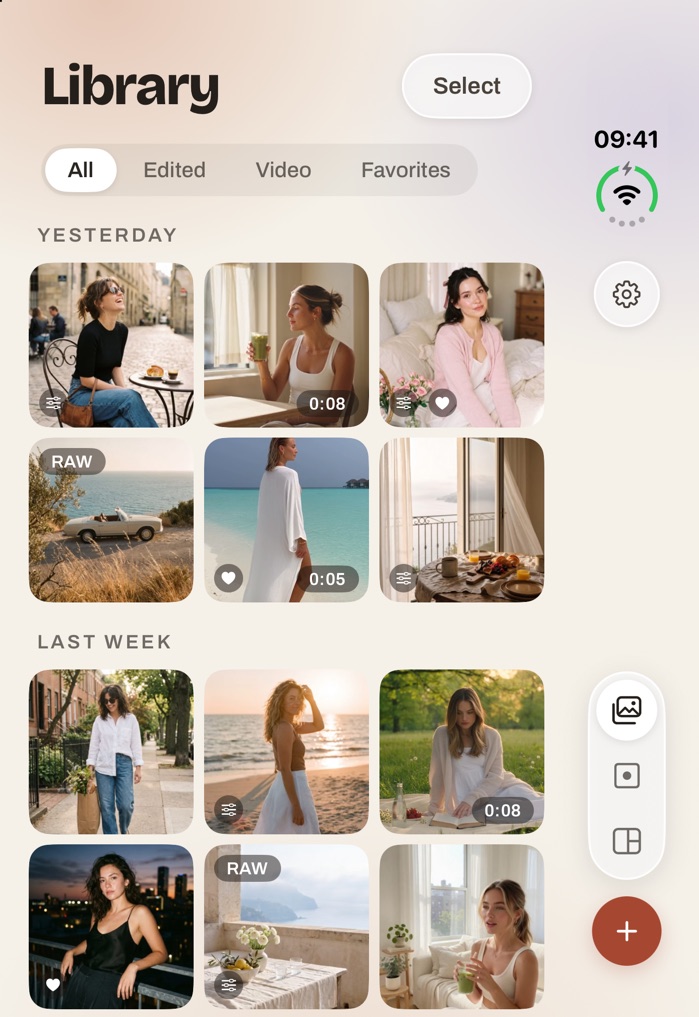 Library
Select
09:41
All Edited Video Favorites
YESTERDAY
0:08
RAW
0:05
LAST WEEK
0:08
RAW